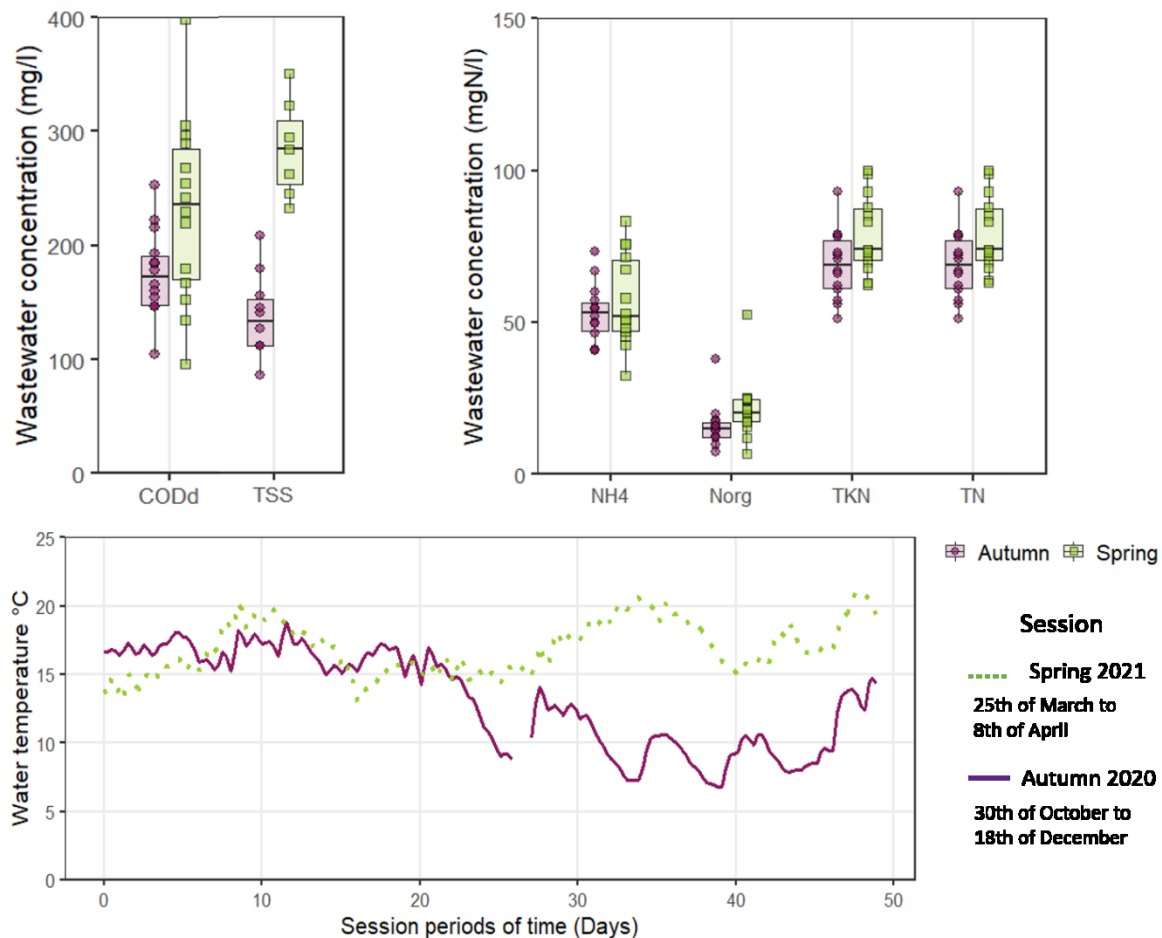 Wastewater concentration (mg/l)
400
300
200
100
0
CODd TSS
Wastewater concentration (mgN/l)
150
100
50
0
NH4 Norg TKN TN
Water temperature °C
25
20
15
10
5
0
0 10 20 30 40 50
Session periods of time (Days)
Autumn Spring
Session
Spring 2021
25th of March to
8th of April
Autumn 2020
30th of October to
18th of December